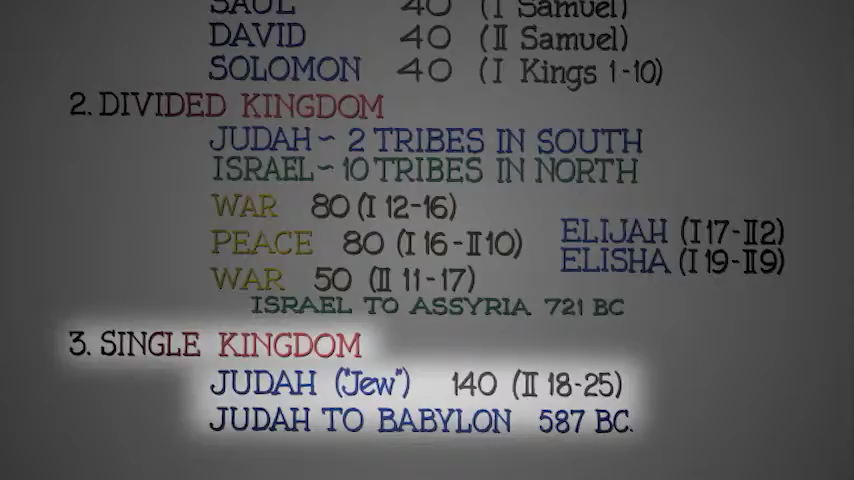 SAUL 40 (I Samuel)
DAVID 40 (II Samuel)
SOLOMON 40 (I Kings 1-10)
2. DIVIDED KINGDOM
JUDAH ~ 2 TRIBES IN SOUTH
ISRAEL ~ 10 TRIBES IN NORTH
WAR 80 (I 12-16)
PEACE 80 (I 16-II 10)
WAR 50 (II 11-17)
ELIJAH (I 17-II 2)
ELISHA (I 19-II 9)
ISRAEL TO ASSYRIA 721 BC
3. SINGLE KINGDOM
JUDAH ("Jew") 140 (II 18-25)
JUDAH TO BABYLON 587 BC.